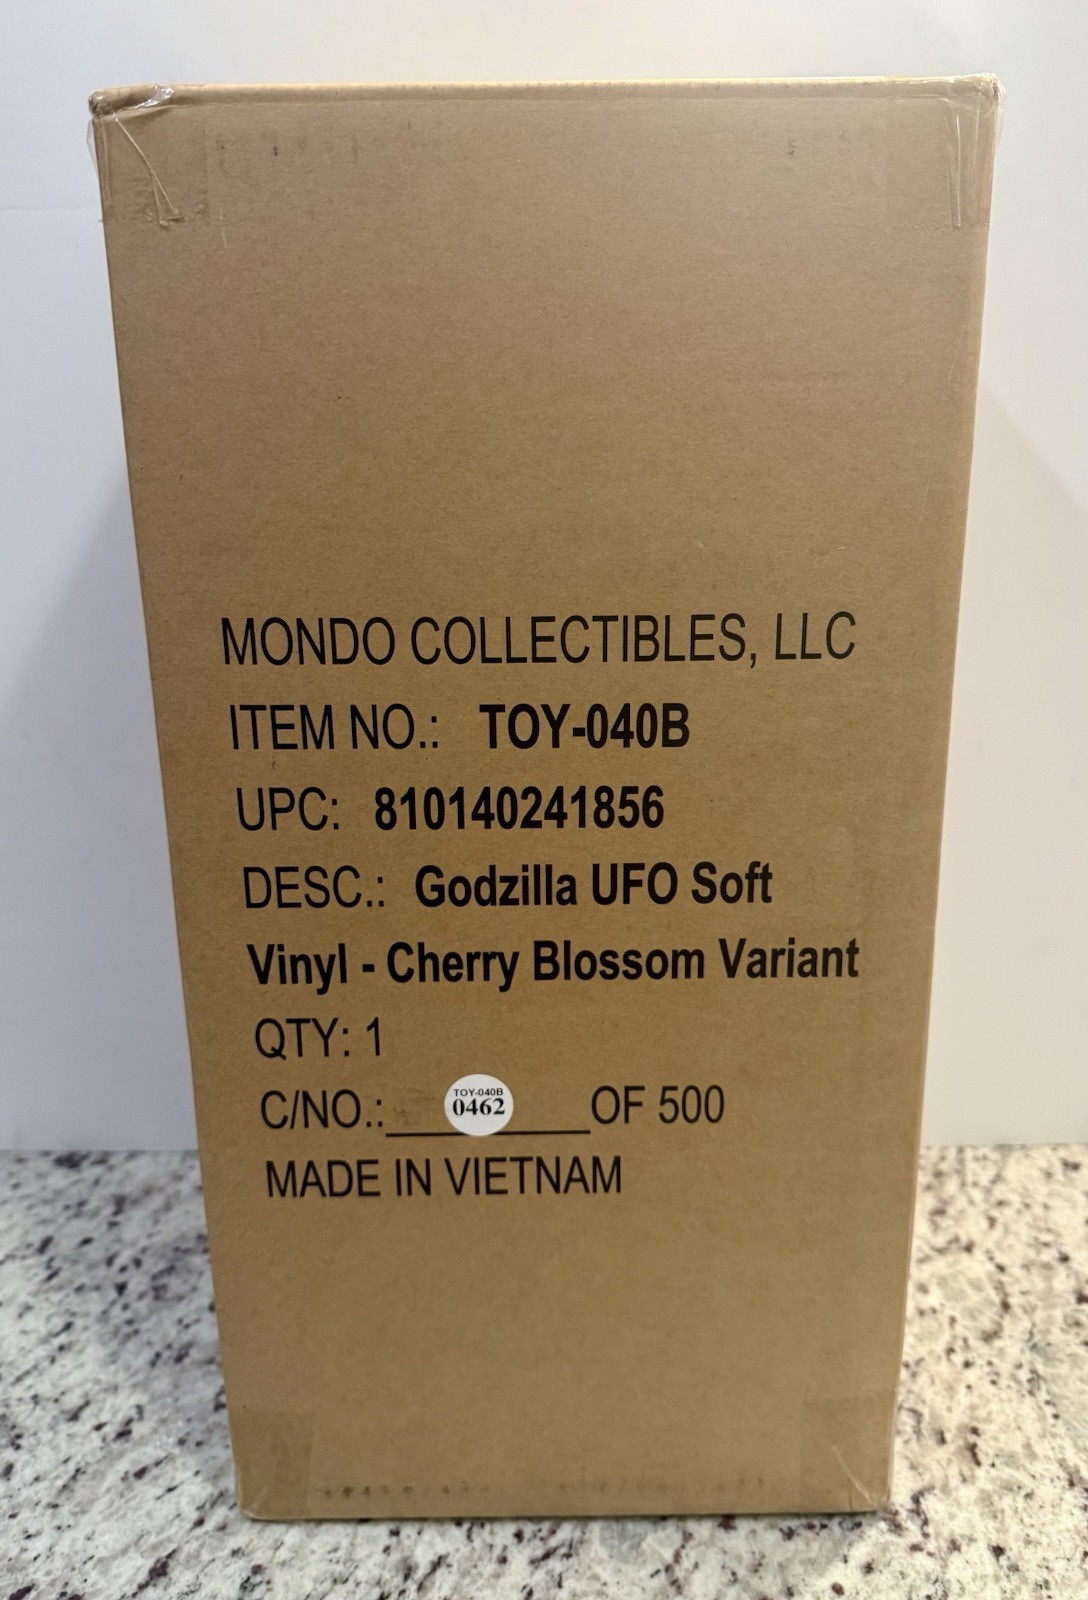 MONDO COLLECTIBLES, LLC
ITEM NO.: TOY-040B
UPC: 810140241856
DESC.: Godzilla UFO Soft
Vinyl - Cherry Blossom Variant
QTY: 1
TOY-040B
C/NO.: 0462 OF 500
MADE IN VIETNAM